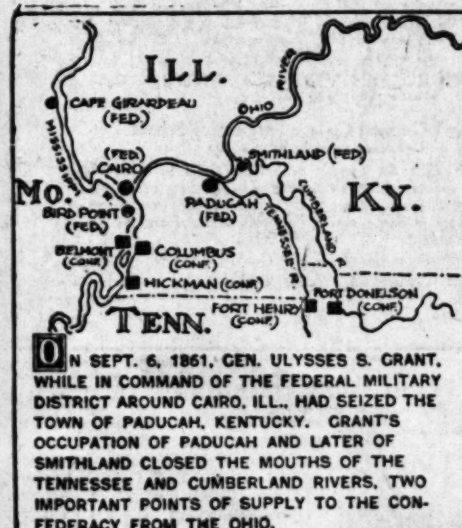 ILL.
CAPE GIRARDEAU
(FED.)
MISSISSIPPI R.
OHIO RIVER
(FED.)
CAIRO
SMITHLAND (FED)
MO.
BIRD POINT
(FED.)
PADUCAH
(FED)
KY.
CUMBERLAND R.
TENNESSEE R.
BELMONT
(CONF.)
COLUMBUS
(CONF.)
HICKMAN (CONF.)
TENN.
FORT HENRY
(CONF.)
FORT DONELSON
(CONF.)
ON SEPT. 6, 1861, GEN. ULYSSES S. GRANT,
WHILE IN COMMAND OF THE FEDERAL MILITARY
DISTRICT AROUND CAIRO, ILL., HAD SEIZED THE
TOWN OF PADUCAH, KENTUCKY. GRANT'S
OCCUPATION OF PADUCAH AND LATER OF
SMITHLAND CLOSED THE MOUTHS OF THE
TENNESSEE AND CUMBERLAND RIVERS, TWO
IMPORTANT POINTS OF SUPPLY TO THE CON-
FEDERACY FROM THE OHIO.